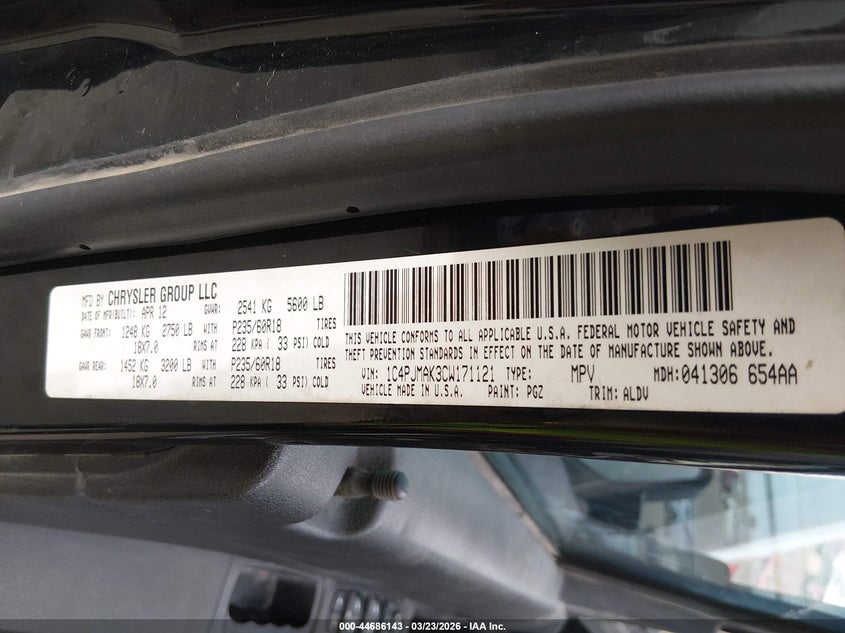 MFD BY CHRYSLER GROUP LLC
DATE OF MFR(BUILT): APR 12 GVWR: 2541 KG 5600 LB
GAWR FRONT: 1248 KG 2750 LB WITH P235/60R18 TIRES
18X7.0 RIMS AT 228 KPA ( 33 PSI) COLD
GAWR REAR: 1452 KG 3200 LB WITH P235/60R18 TIRES
18X7.0 RIMS AT 228 KPA ( 33 PSI) COLD
THIS VEHICLE CONFORMS TO ALL APPLICABLE U.S.A. FEDERAL MOTOR VEHICLE SAFETY AND
THEFT PREVENTION STANDARDS IN EFFECT ON THE DATE OF MANUFACTURE SHOWN ABOVE.
VIN: 1C4PJMAK3CW171121 TYPE: MPV MDH: 041306 654AA
VEHICLE MADE IN U.S.A. PAINT: PGZ TRIM: ALDV
000-44686143 - 03/23/2026 - IAA Inc.